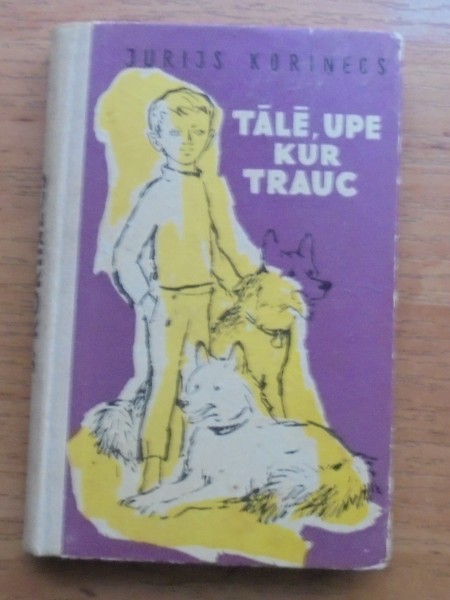 JURIJS KORINECS
TĀLĒ, UPE
KUR
TRAUC